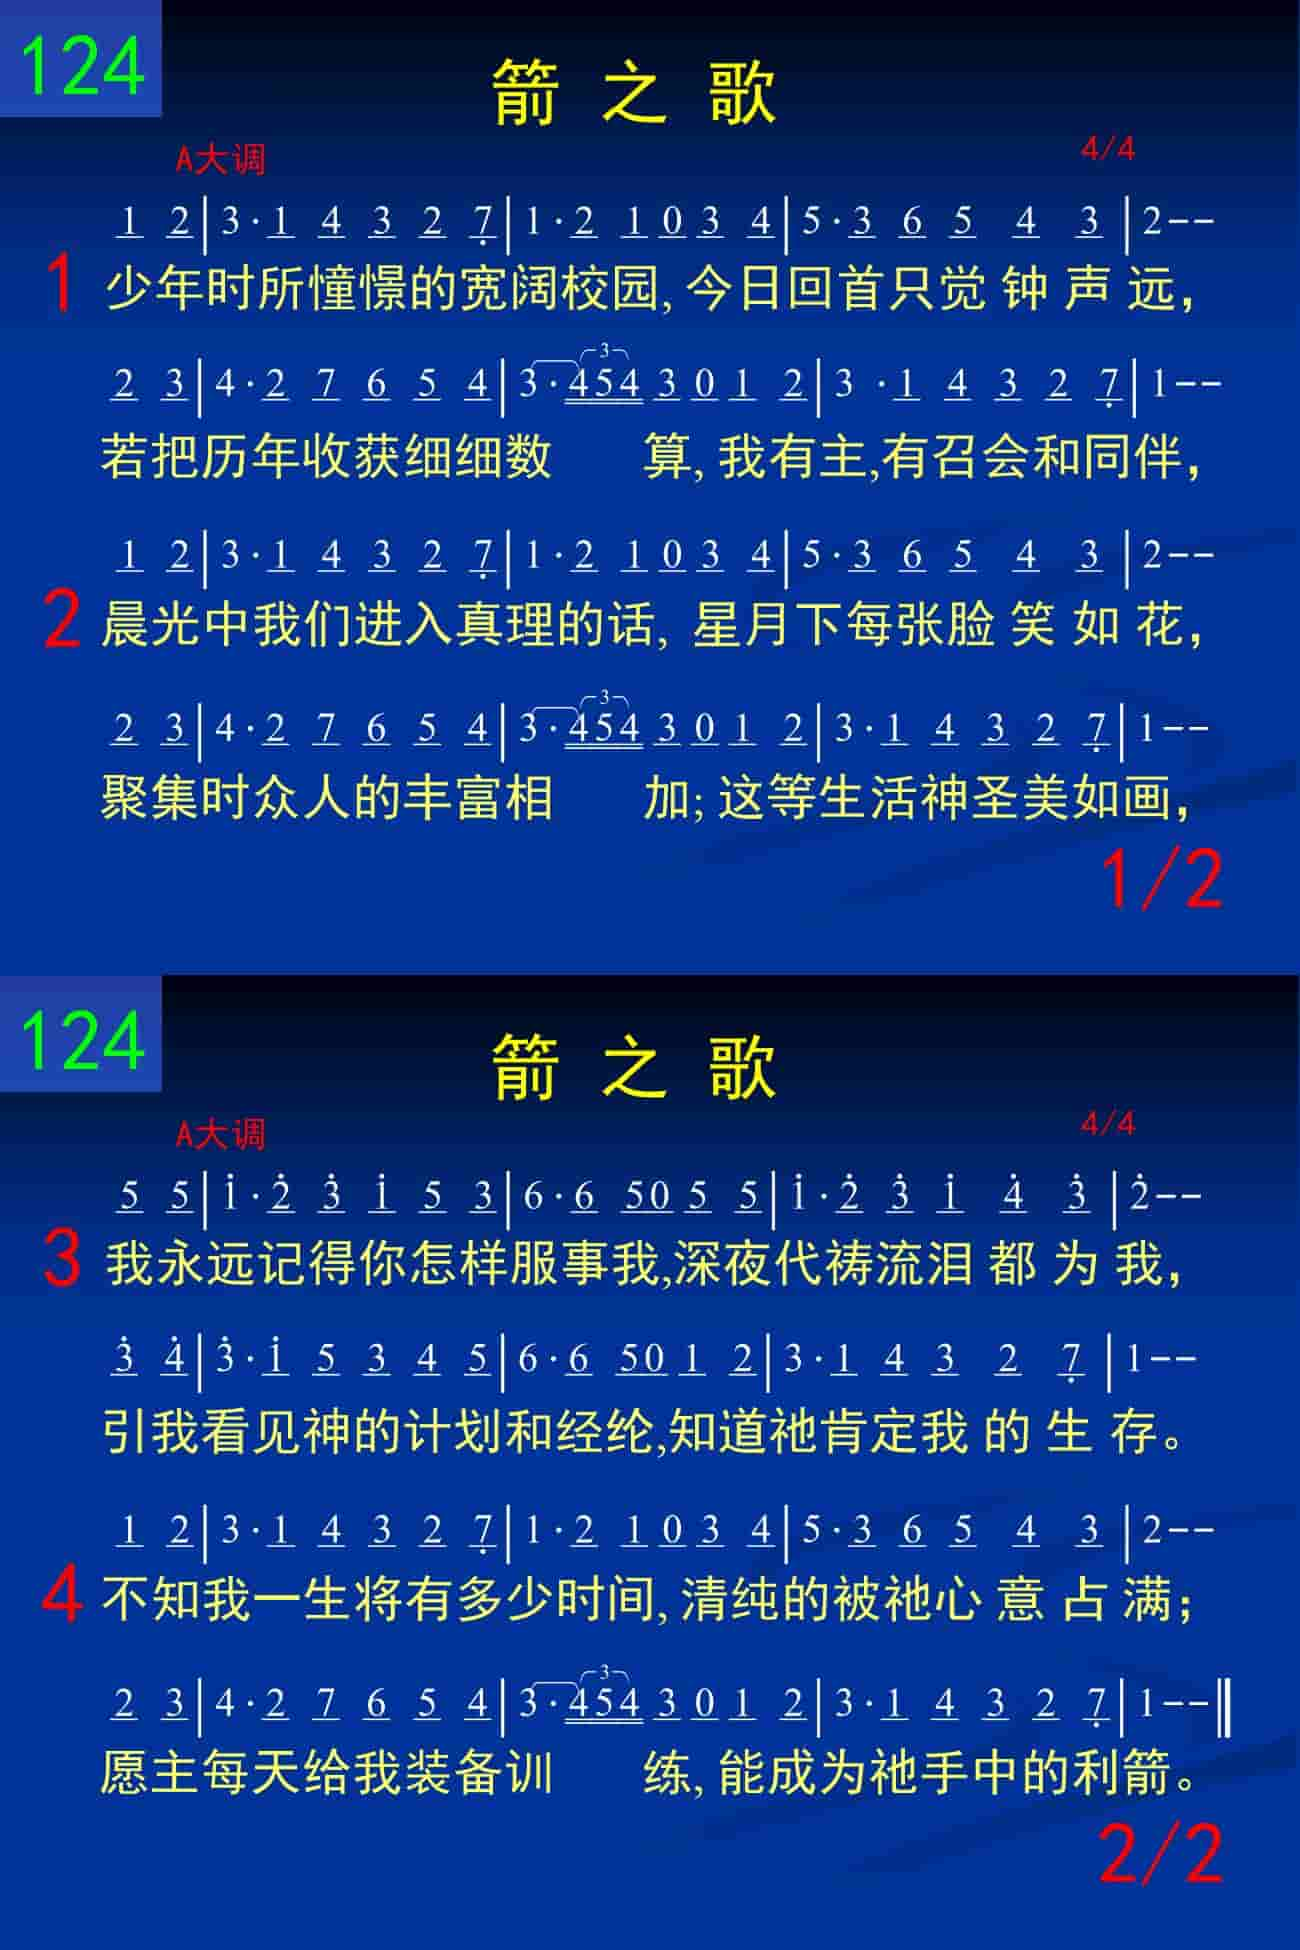 124
箭 之 歌
A大调 4/4
1 2|3·1 4 3 2 7̣|1·2 1 0 3 4|5·3 6 5 4 3|2--
1 少年时所憧憬的宽阔校园,今日回首只觉 钟 声 远,
3
2 3|4·2 7 6 5 4|3·454 3 0 1 2|3 ·1 4 3 2 7̣|1--
若把历年收获细细数 算,我有主,有召会和同伴,
1 2|3·1 4 3 2 7̣|1·2 1 0 3 4|5·3 6 5 4 3|2--
2 晨光中我们进入真理的话, 星月下每张脸 笑 如 花,
3
2 3|4·2 7 6 5 4|3·454 3 0 1 2|3·1 4 3 2 7̣|1--
聚集时众人的丰富相 加;这等生活神圣美如画,
1/2
124
箭 之 歌
A大调 4/4
5 5|1̇·2̇ 3̇ 1̇ 5 3|6·6 50 5 5|1̇·2̇ 3̇ 1̇ 4̇ 3̇|2̇--
3 我永远记得你怎样服事我,深夜代祷流泪 都 为 我,
3̇ 4̇|3̇·1̇ 5 3 4 5|6·6 50 1 2|3·1 4 3 2 7̣|1--
引我看见神的计划和经纶,知道祂肯定我 的 生 存。
1 2|3·1 4 3 2 7̣|1·2 1 0 3 4|5·3 6 5 4 3|2--
4 不知我一生将有多少时间,清纯的被祂心 意 占 满;
3
2 3|4·2 7 6 5 4|3·454 3 0 1 2|3·1 4 3 2 7̣|1--‖
愿主每天给我装备训 练,能成为祂手中的利箭。
2/2